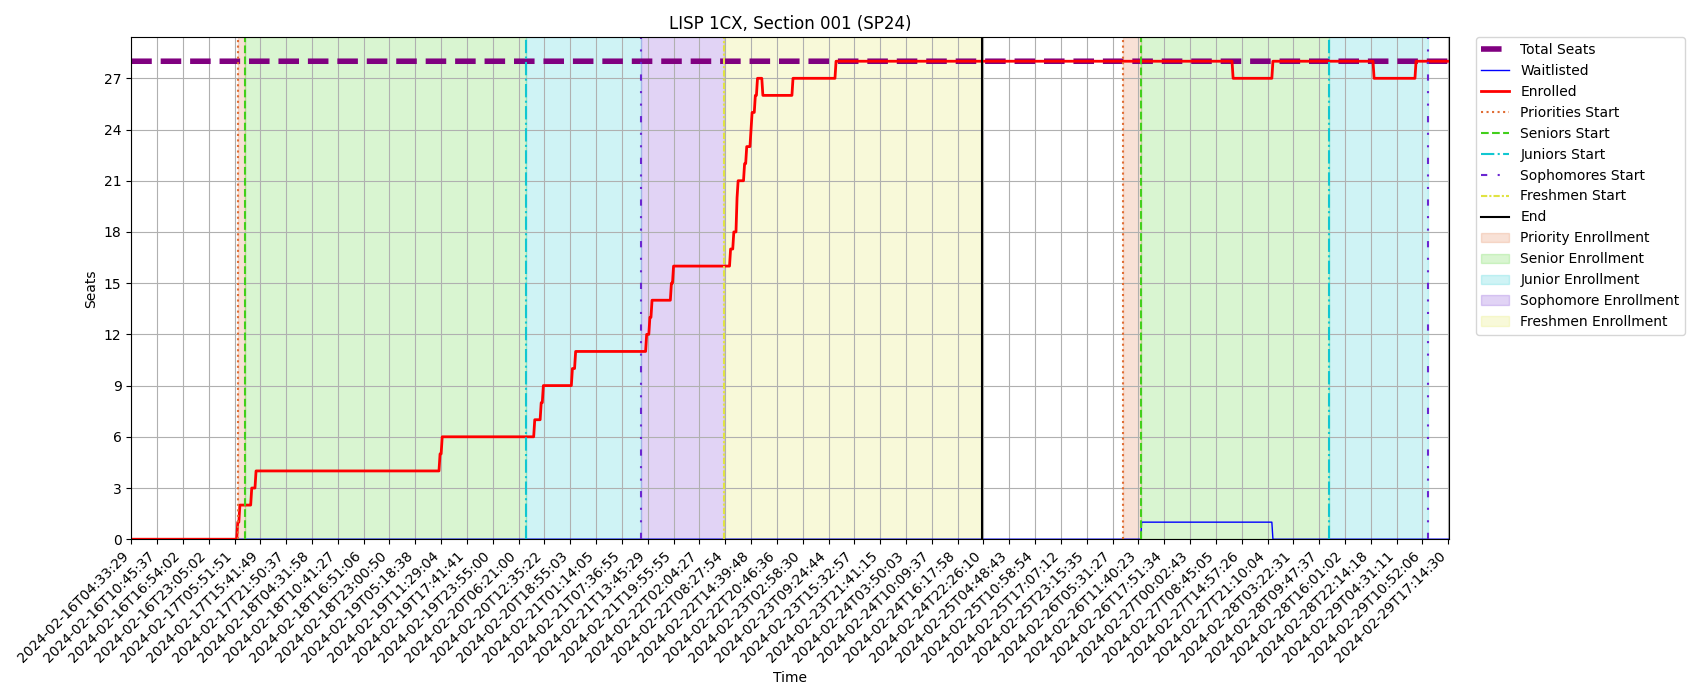 LISP 1CX, Section 001 (SP24)
Seats
27
24
21
18
15
12
9
6
3
0
2024-02-16T04:33:29
2024-02-16T10:45:37
2024-02-16T16:54:02
2024-02-16T23:05:02
2024-02-17T05:51:51
2024-02-17T15:41:49
2024-02-17T21:50:37
2024-02-18T04:31:58
2024-02-18T10:41:27
2024-02-18T16:51:06
2024-02-18T23:00:50
2024-02-19T05:18:39
2024-02-19T11:29:04
2024-02-19T17:41:41
2024-02-19T23:55:00
2024-02-20T06:21:00
2024-02-20T12:35:22
2024-02-20T18:55:03
2024-02-21T01:14:05
2024-02-21T07:36:55
2024-02-21T13:45:29
2024-02-21T19:55:55
2024-02-22T02:04:27
2024-02-22T08:27:54
2024-02-22T14:39:48
2024-02-22T20:46:36
2024-02-23T02:58:30
2024-02-23T09:24:44
2024-02-23T15:32:57
2024-02-23T21:41:15
2024-02-24T03:50:03
2024-02-24T10:09:37
2024-02-24T16:17:58
2024-02-24T22:26:10
2024-02-25T04:48:43
2024-02-25T10:58:54
2024-02-25T17:07:12
2024-02-25T23:15:35
2024-02-26T05:31:27
2024-02-26T11:40:23
2024-02-26T17:51:34
2024-02-27T00:02:43
2024-02-27T08:45:05
2024-02-27T14:57:26
2024-02-27T21:10:04
2024-02-28T03:22:31
2024-02-28T09:47:37
2024-02-28T16:01:02
2024-02-28T22:14:18
2024-02-29T04:31:11
2024-02-29T10:52:06
2024-02-29T17:14:30
Time
Total Seats
Waitlisted
Enrolled
Priorities Start
Seniors Start
Juniors Start
Sophomores Start
Freshmen Start
End
Priority Enrollment
Senior Enrollment
Junior Enrollment
Sophomore Enrollment
Freshmen Enrollment